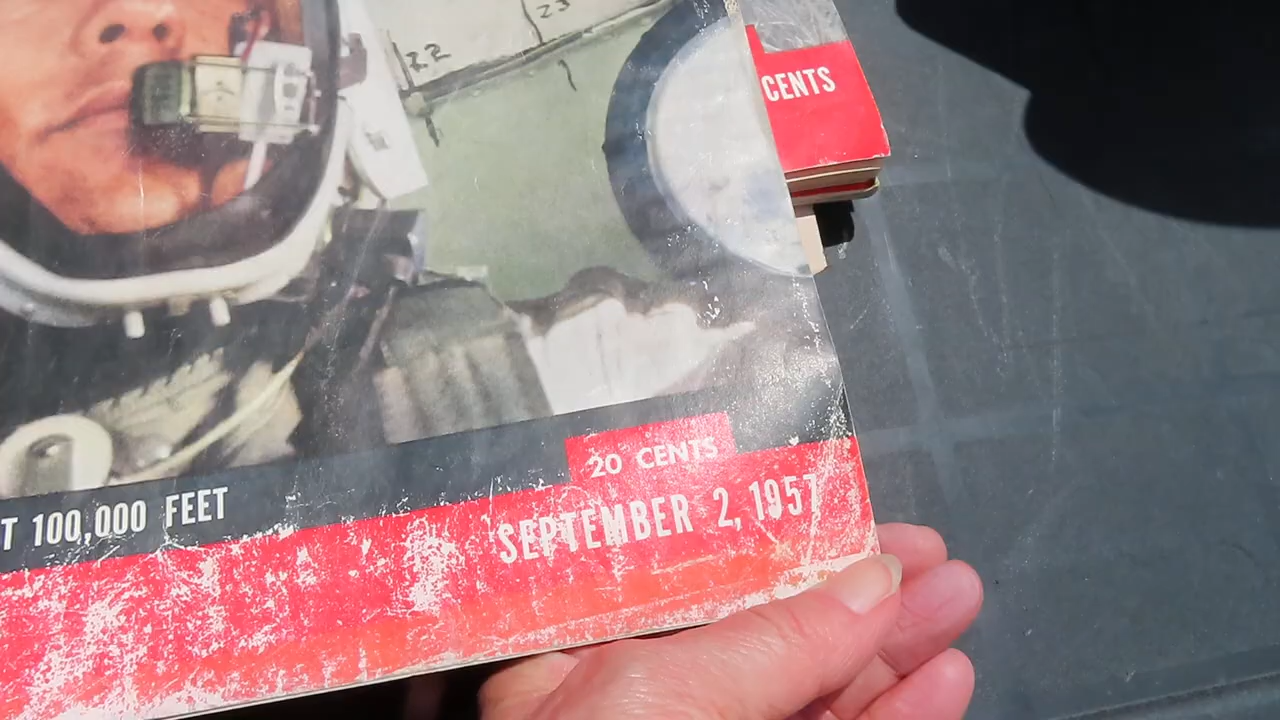 23
22
CENTS
20 CENTS
T 100,000 FEET
SEPTEMBER 2, 1957